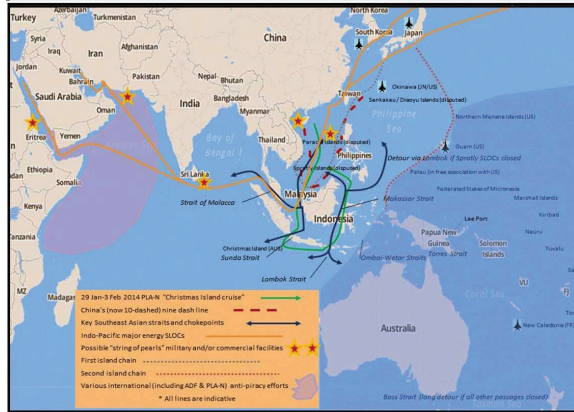 Azerbaijan
Turkmenistan
Turkey
North Korea
Syria
China
Iraq
Iran
Afghanistan
South Korea
Japan
Jordan
Kuwait
Bahrain
Pakistan
Nepal
Bhutan
Okinawa (JN/US)
Saudi Arabia
Oman
India
Bangladesh
Taiwan
Senkaku / Diaoyu Islands (disputed)
Myanmar
Philippine
Sea
Northern Mariana Islands (US)
Eritrea
Yemen
Bay of
Bengal
Thailand
Paracel Islands (disputed)
Guam (US)
Ethiopia
Philippines
Detour via Lombok if Spratly SLOCs closed
Somalia
Sri Lanka
Spratly Islands (disputed)
Palau (in free association with US)
Federated States of Micronesia
Marshall Islands
Kenya
Strait of Malacca
Malaysia
Makassar Strait
Kiribati
Indonesia
Lae Port
Nauru
Tanzania
Christmas Island (AUS)
Sunda Strait
Papua New
Guinea
Solomon
Islands
Tuvalu
Ombai-Wetar Straits
Torres Strait
Lombok Strait
MZ
Madagas
VU
FJ
Coral Sea
29 Jan-3 Feb 2014 PLA-N "Christmas Island cruise"
China's (now 10-dashed) nine dash line
Key Southeast Asian straits and chokepoints
Australia
New Caledonia (FR)
Indo-Pacific major energy SLOCs
Possible "string of pearls" military and/or commercial facilities
First island chain
Second island chain
Various international (including ADF & PLA-N) anti-piracy efforts
* All lines are indicative
Bass Strait (long detour if all other passages closed)